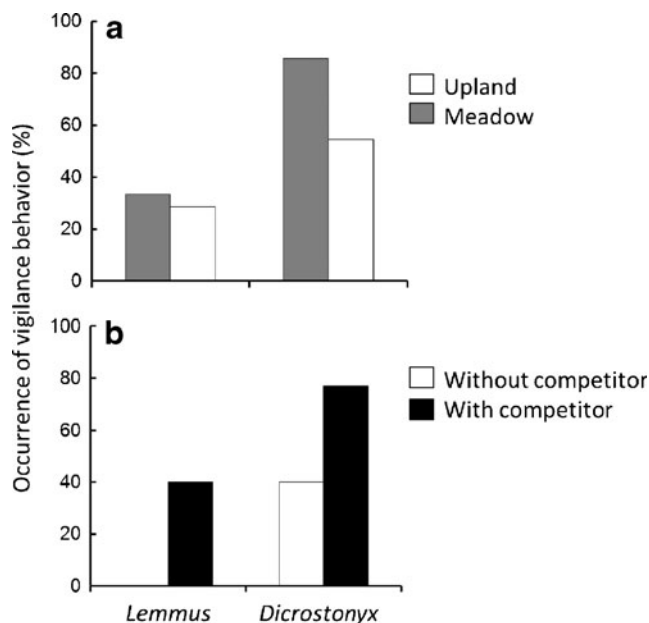 Occurrence of vigilance behavior (%)
a
100
80
60
40
20
0
Upland
Meadow
b
100
80
60
40
20
0
Without competitor
With competitor
Lemmus Dicrostonyx